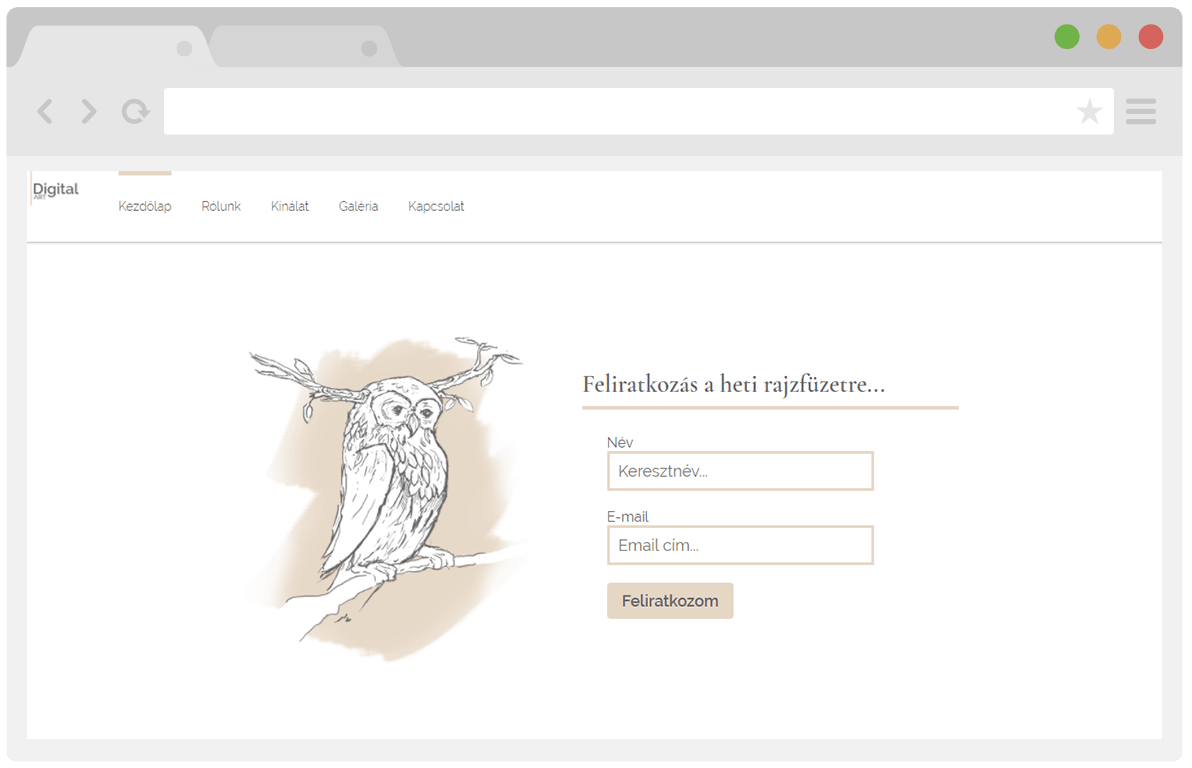 Digital
ART
Kezdőlap Rólunk Kínálat Galéria Kapcsolat
Feliratkozás a heti rajzfüzetre...
Név
Keresztnév...
E-mail
Email cím...
Feliratkozom